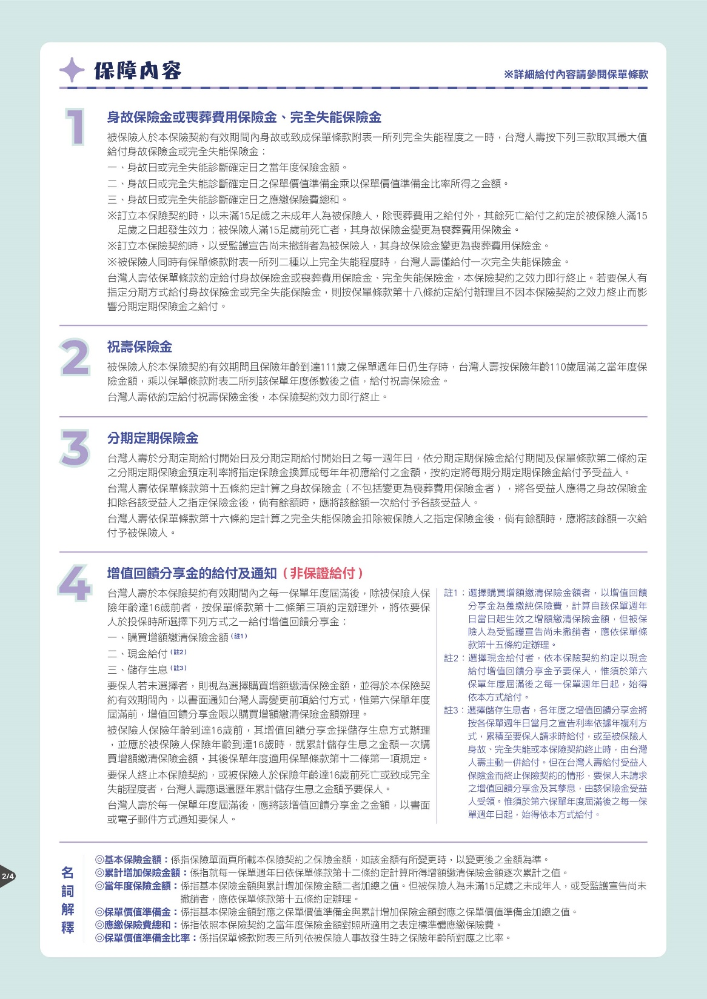 保障內容
※詳細給付內容請參閱保單條款
1
身故保險金或喪葬費用保險金、完全失能保險金
被保險人於本保險契約有效期間內身故或致成保單條款附表一所列完全失能程度之一時，台灣人壽按下列三款取其最大值
給付身故保險金或完全失能保險金：
一、身故日或完全失能診斷確定日之當年度保險金額。
二、身故日或完全失能診斷確定日之保單價值準備金乘以保單價值準備金比率所得之金額。
三、身故日或完全失能診斷確定日之應繳保險費總和。
※訂立本保險契約時，以未滿15足歲之未成年人為被保險人，除喪葬費用之給付外，其餘死亡給付之約定於被保險人滿15
足歲之日起發生效力；被保險人滿15足歲前死亡者，其身故保險金變更為喪葬費用保險金。
※訂立本保險契約時，以受監護宣告尚未撤銷者為被保險人，其身故保險金變更為喪葬費用保險金。
※被保險人同時有保單條款附表一所列二種以上完全失能程度時，台灣人壽僅給付一次完全失能保險金。
台灣人壽依保單條款約定給付身故保險金或喪葬費用保險金、完全失能保險金，本保險契約之效力即行終止。若要保人有
指定分期方式給付身故保險金或完全失能保險金，則按保單條款第十八條約定給付辦理且不因本保險契約之效力終止而影
響分期定期保險金之給付。
2
祝壽保險金
被保險人於本保險契約有效期間且保險年齡到達111歲之保單週年日仍生存時，台灣人壽按保險年齡110歲屆滿之當年度保
險金額，乘以保單條款附表二所列該保單年度係數後之值，給付祝壽保險金。
台灣人壽依約定給付祝壽保險金後，本保險契約效力即行終止。
3
分期定期保險金
台灣人壽於分期定期給付開始日及分期定期給付開始日之每一週年日，依分期定期保險金給付期間及保單條款第二條約定
之分期定期保險金預定利率將指定保險金換算成每年年初應給付之金額，按約定將每期分期定期保險金給付予受益人。
台灣人壽依保單條款第十五條約定計算之身故保險金（不包括變更為喪葬費用保險金者），將各受益人應得之身故保險金
扣除各該受益人之指定保險金後，倘有餘額時，應將該餘額一次給付予各該受益人。
台灣人壽依保單條款第十六條約定計算之完全失能保險金扣除被保險人之指定保險金後，倘有餘額時，應將該餘額一次給
付予被保險人。
4
增值回饋分享金的給付及通知（非保證給付）
台灣人壽於本保險契約有效期間內之每一保單年度屆滿後，除被保險人保
險年齡達16歲前者，按保單條款第十二條第三項約定辦理外，將依要保
人於投保時所選擇下列方式之一給付增值回饋分享金：
一、購買增額繳清保險金額（註1）
二、現金給付（註2）
三、儲存生息（註3）
要保人若未選擇者，則視為選擇購買增額繳清保險金額，並得於本保險契
約有效期間內，以書面通知台灣人壽變更前項給付方式，惟第六保單年度
屆滿前，增值回饋分享金限以購買增額繳清保險金額辦理。
被保險人保險年齡到達16歲前，其增值回饋分享金採儲存生息方式辦理
，並應於被保險人保險年齡到達16歲時，就累計儲存生息之金額一次購
買增額繳清保險金額，其後保單年度適用保單條款第十二條第一項規定。
要保人終止本保險契約，或被保險人於保險年齡達16歲前死亡或致成完全
失能程度者，台灣人壽應退還歷年累計儲存生息之金額予要保人。
台灣人壽於每一保單年度屆滿後，應將該增值回饋分享金之金額，以書面
或電子郵件方式通知要保人。
註1：選擇購買增額繳清保險金額者，以增值回饋
分享金為躉繳純保險費，計算自該保單週年
日當日起生效之增額繳清保險金額，但被保
險人為受監護宣告尚未撤銷者，應依保單條
款第十五條約定辦理。
註2：選擇現金給付者，依本保險契約約定以現金
給付增值回饋分享金予要保人，惟須於第六
保單年度屆滿後之每一保單週年日起，始得
依本方式給付。
註3：選擇儲存生息者，各年度之增值回饋分享金將
按各保單週年日當月之宣告利率依據年複利方
式，累積至要保人請求時給付，或至被保險人
身故、完全失能或本保險契約終止時，由台灣
人壽主動一併給付。但在台灣人壽給付受益人
保險金而終止保險契約的情形，要保人未請求
之增值回饋分享金及其孳息，由該保險金受益
人受領。惟須於第六保單年度屆滿後之每一保
單週年日起，始得依本方式給付。
名詞解釋
◎基本保險金額：係指保險單面頁所載本保險契約之保險金額，如該金額有所變更時，以變更後之金額為準。
◎累計增加保險金額：係指就每一保單週年日依保單條款第十二條約定計算所得增額繳清保險金額逐次累計之值。
◎當年度保險金額：係指基本保險金額與累計增加保險金額二者加總之值。但被保險人為未滿15足歲之未成年人，或受監護宣告尚未
撤銷者，應依保單條款第十五條約定辦理。
◎保單價值準備金：係指基本保險金額對應之保單價值準備金與累計增加保險金額對應之保單價值準備金加總之值。
◎應繳保險費總和：係指依照本保險契約之當年度保險金額對照所適用之表定標準體應繳保險費。
◎保單價值準備金比率：係指保單條款附表三所列依被保險人事故發生時之保險年齡所對應之比率。
2/4